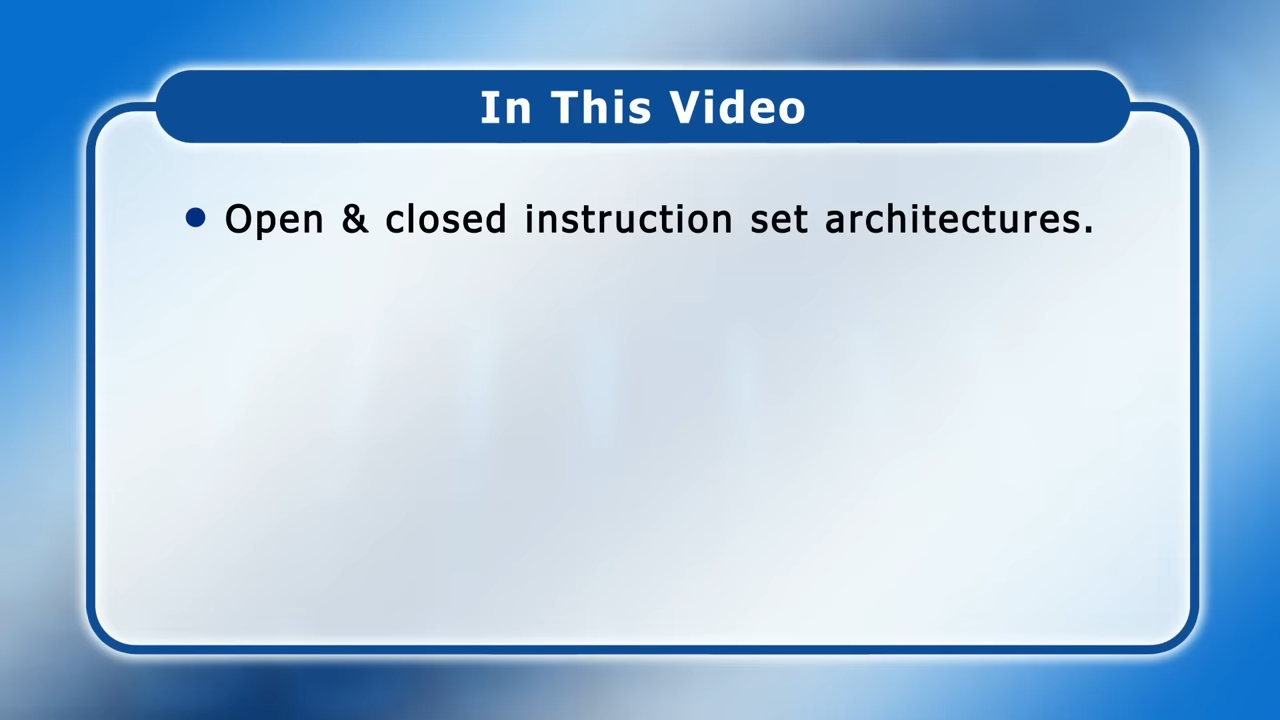 In This Video
• Open & closed instruction set architectures.